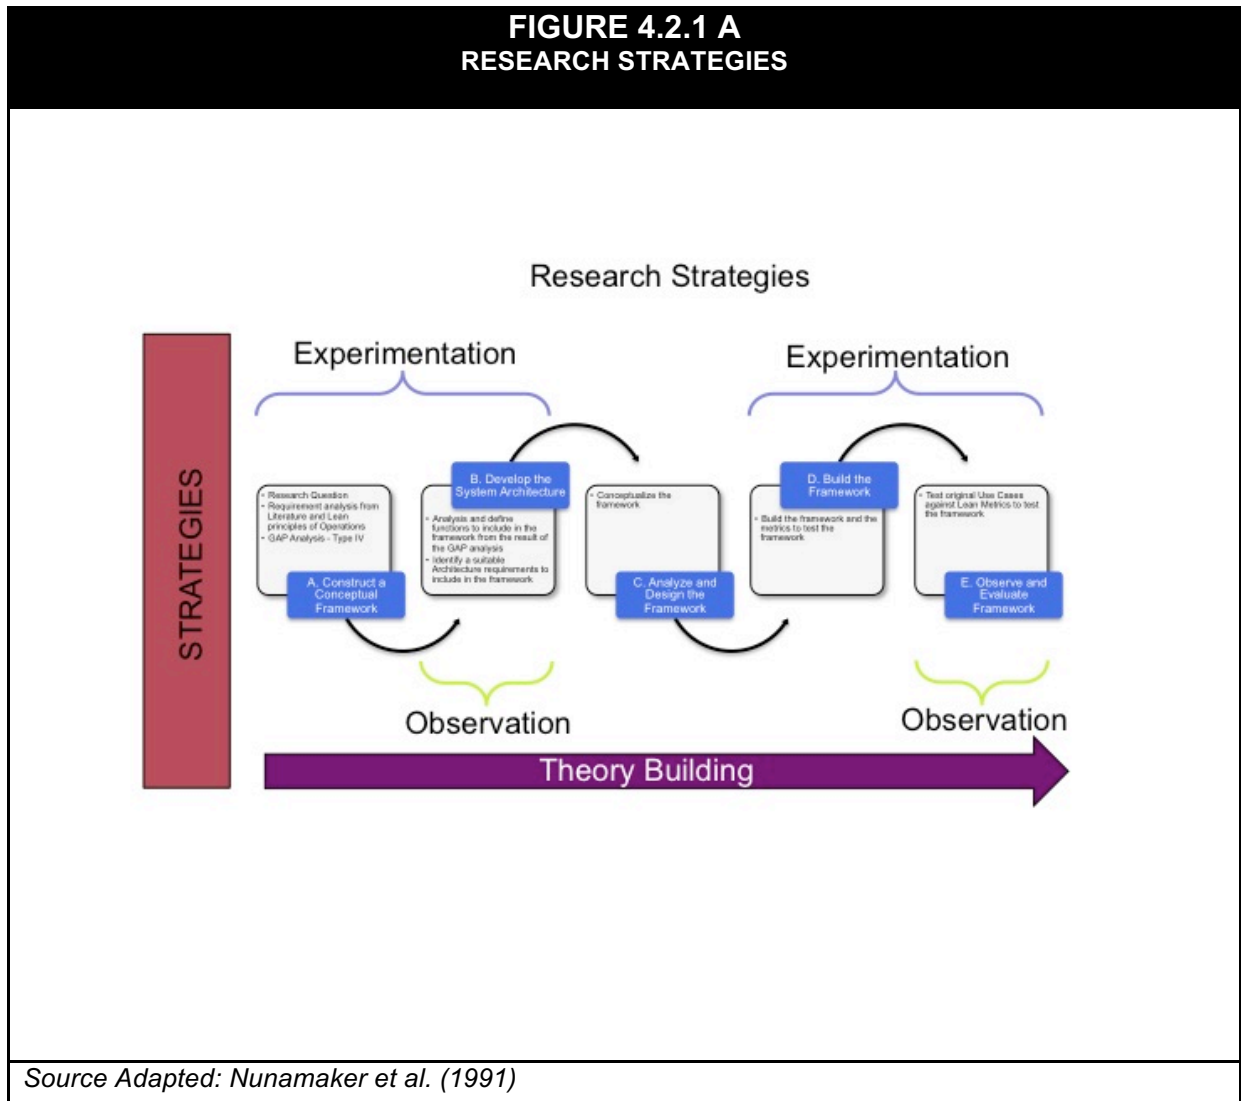 FIGURE 4.2.1 A
RESEARCH STRATEGIES
Research Strategies
STRATEGIES
Experimentation
Experimentation
• Research Question
• Requirement analysis from
Literature and Lean
principles of Operations
• GAP Analysis - Type IV
A. Construct a
Conceptual
Framework
B. Develop the
System Architecture
• Analysis and define
functions to include in the
framework from the result of
the GAP analysis
• Identify a suitable
Architecture requirements to
include in the framework
• Conceptualize the
framework
C. Analyze and
Design the
Framework
D. Build the
Framework
• Build the framework and the
metrics to test the
framework
• Test original Use Cases
against Lean Metrics to test
the framework
E. Observe and
Evaluate
Framework
Observation
Observation
Theory Building
Source Adapted: Nunamaker et al. (1991)